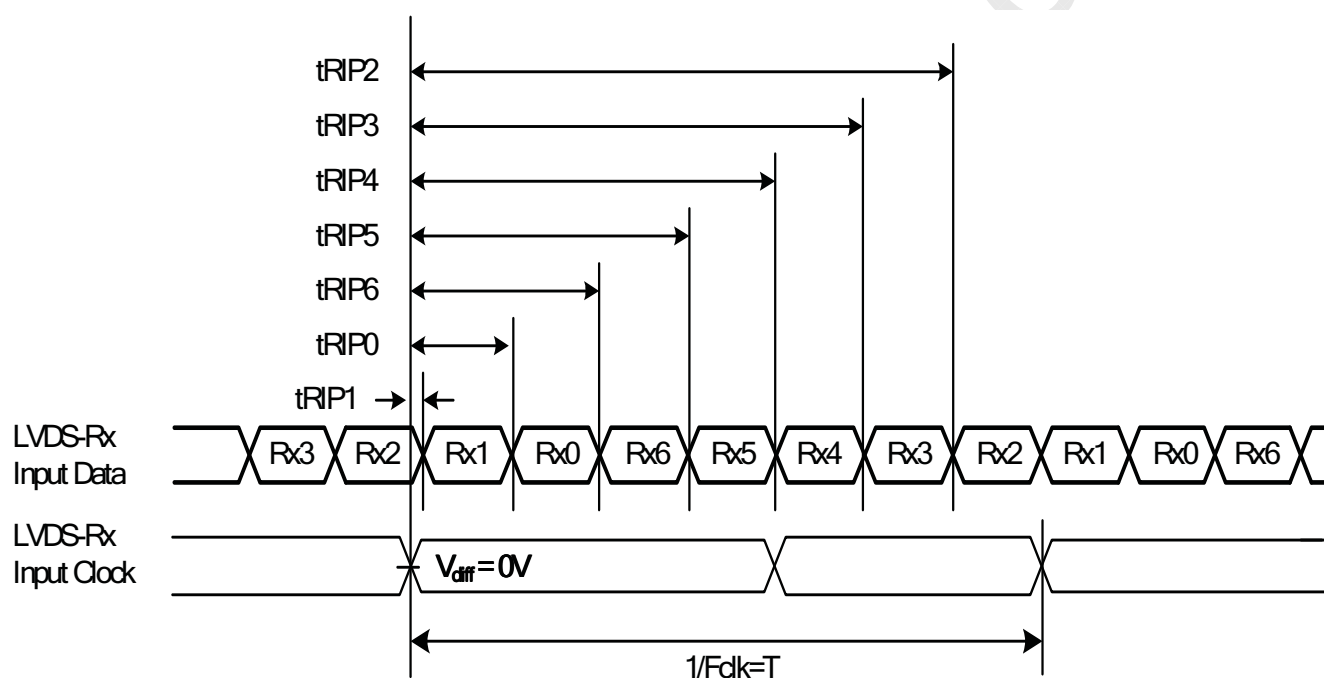 tRIP2
tRIP3
tRIP4
tRIP5
tRIP6
tRIP0
tRIP1
LVDS-Rx
Input Data
Rx3 Rx2 Rx1 Rx0 Rx6 Rx5 Rx4 Rx3 Rx2 Rx1 Rx0 Rx6
LVDS-Rx
Input Clock
Vdiff = 0V
1/Fclk=T